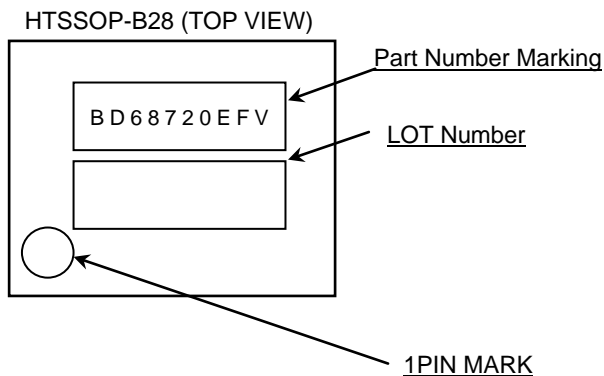 HTSSOP-B28 (TOP VIEW)
Part Number Marking
BD68720EFV
LOT Number
1PIN MARK